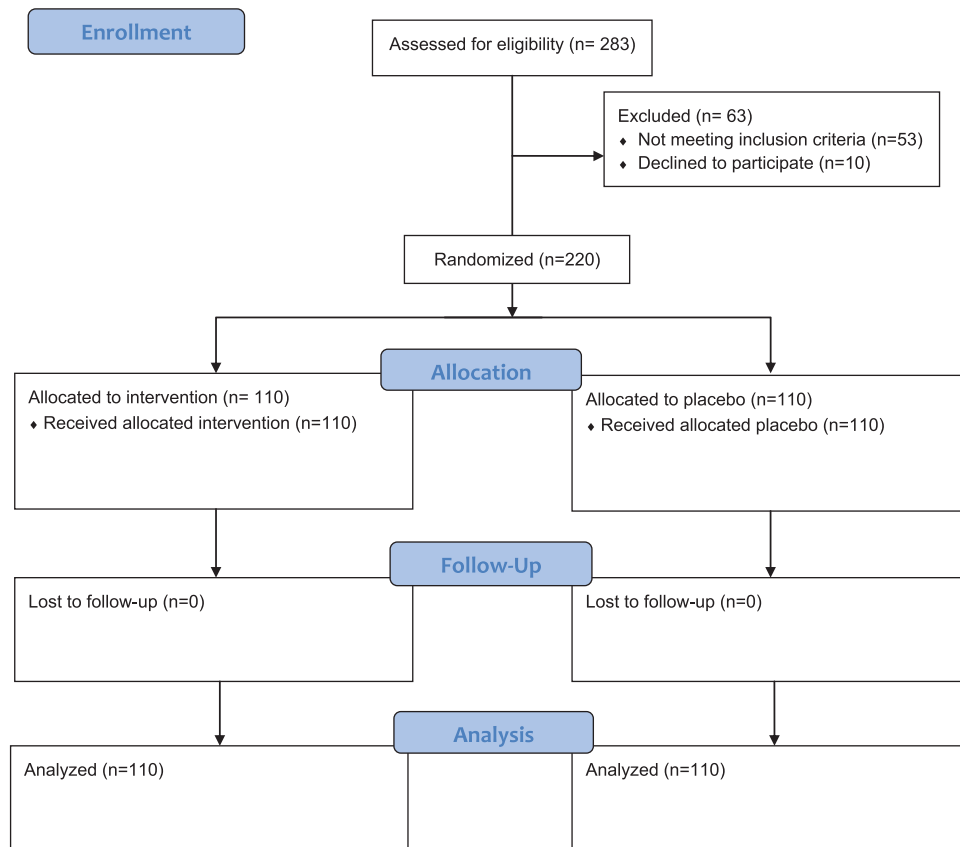 Enrollment
Assessed for eligibility (n= 283)
Excluded (n= 63)
♦ Not meeting inclusion criteria (n=53)
♦ Declined to participate (n=10)
Randomized (n=220)
Allocation
Allocated to intervention (n= 110)
♦ Received allocated intervention (n=110)
Allocated to placebo (n=110)
♦ Received allocated placebo (n=110)
Follow-Up
Lost to follow-up (n=0)
Lost to follow-up (n=0)
Analysis
Analyzed (n=110)
Analyzed (n=110)